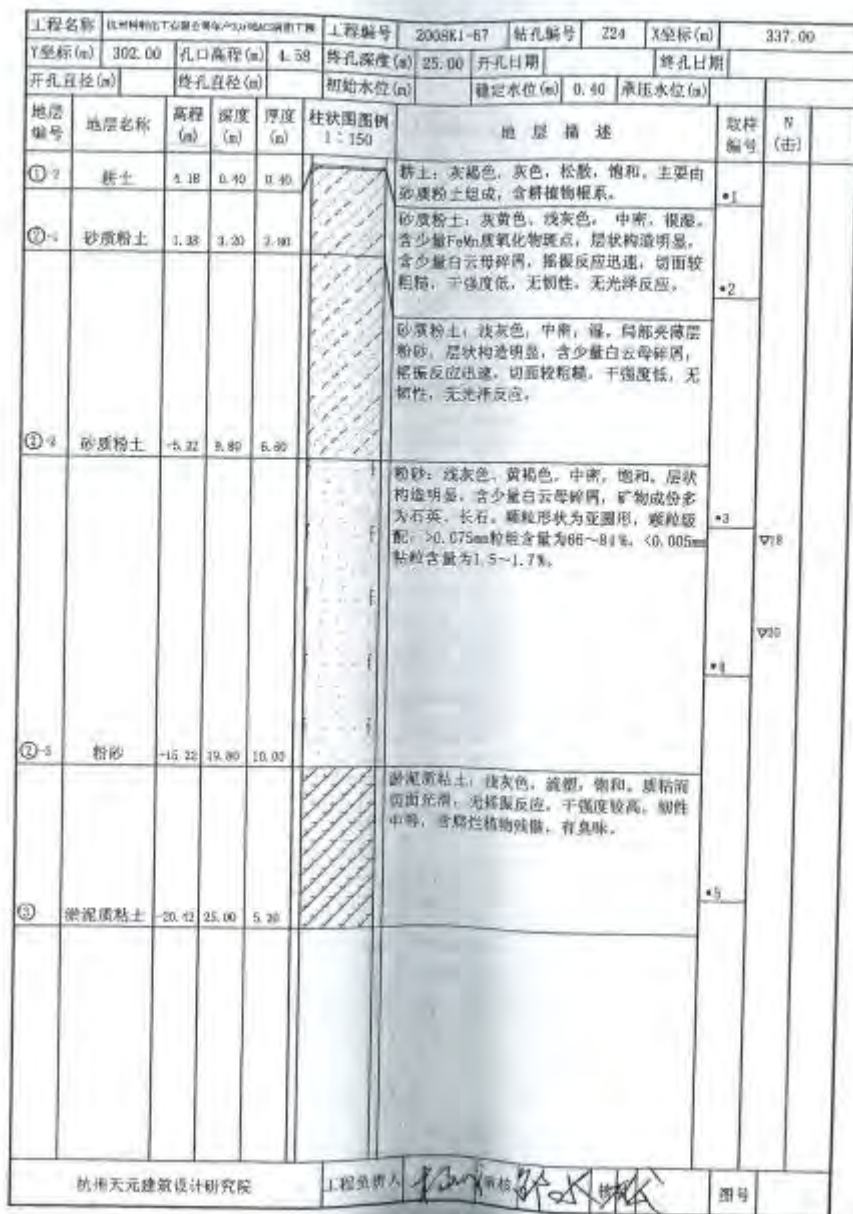 工程名称 工程编号 2008K1-67 钻孔编号 Z24 X坐标(m) 337.00
Y坐标(m) 302.00 孔口高程(m) 4.58 终孔深度(m) 25.00 开孔日期 终孔日期
开孔直径(m) 终孔直径(m) 初始水位(m) 稳定水位(m) 0.40 承压水位(m)
地层编号 地层名称 高程(m) 深度(m) 厚度(m) 柱状图图例 1:150 地层描述 取样编号 N(击)
耕土 4.18 0.40 0.40
耕土：灰褐色，灰色，松散，饱和。主要由
砂质粉土组成，含耕植物根系。
•1
砂质粉土 3.20
砂质粉土：灰黄色、浅灰色，中密，很湿。
含少量FeMn质氧化物斑点，层状构造明显，
含少量白云母碎屑，摇振反应迅速，切面较
粗糙，干强度低，无韧性，无光泽反应。
•2
砂质粉土：浅灰色，中密，湿。局部夹薄层
粉砂，层状构造明显，含少量白云母碎屑，
摇振反应迅速，切面较粗糙，干强度低，无
韧性，无光泽反应。
砂质粉土 -5.22 9.80 6.60
粉砂：浅灰色、黄褐色，中密，饱和。层状
构造明显，含少量白云母碎屑，矿物成份多
为石英、长石。颗粒形状为亚圆形，颗粒级
配：>0.075mm粒组含量为66~84%，<0.005mm
粘粒含量为1.5~1.7%。
•3
▽18
▽20
•4
粉砂 -15.22 19.80 10.00
淤泥质粘土：浅灰色，流塑，饱和。质粘润
切面光滑，无摇振反应，干强度较高，韧性
中等，含腐烂植物残骸，有臭味。
•5
③ 淤泥质粘土 -20.42 25.00 5.20
杭州天元建筑设计研究院 工程负责人 审核 图号